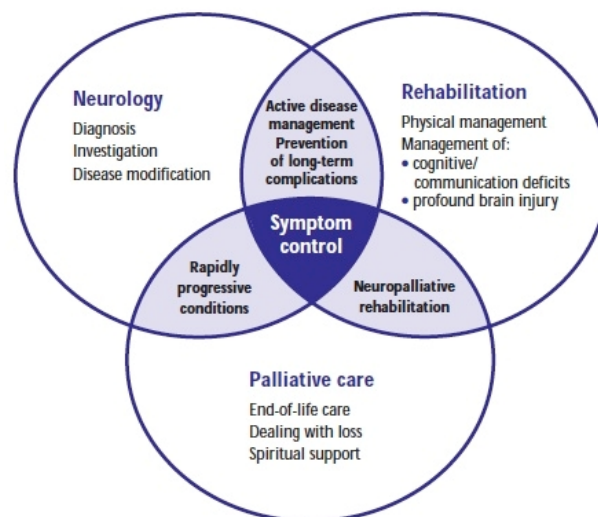 Neurology
Diagnosis
Investigation
Disease modification
Active disease
management
Prevention
of long-term
complications
Rehabilitation
Physical management
Management of:
• cognitive/
communication deficits
• profound brain injury
Symptom
control
Rapidly
progressive
conditions
Neuropalliative
rehabilitation
Palliative care
End-of-life care
Dealing with loss
Spiritual support